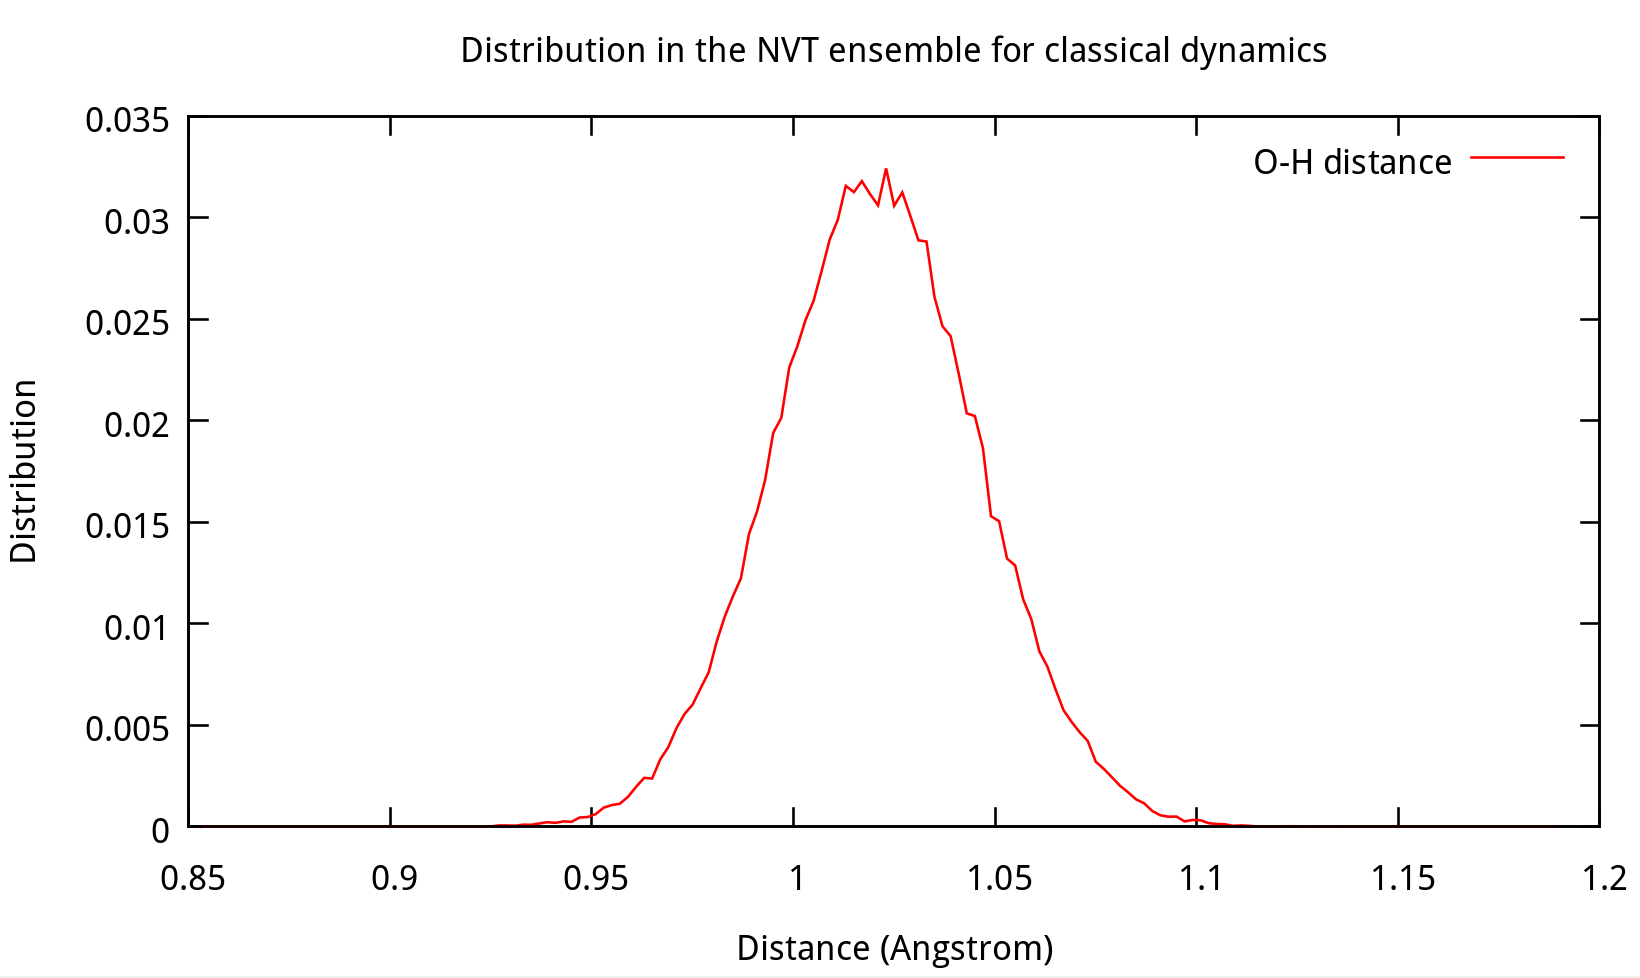 Distribution in the NVT ensemble for classical dynamics
0.035
O-H distance
0.03
0.025
0.02
Distribution
0.015
0.01
0.005
0
0.85 0.9 0.95 1 1.05 1.1 1.15 1.2
Distance (Angstrom)